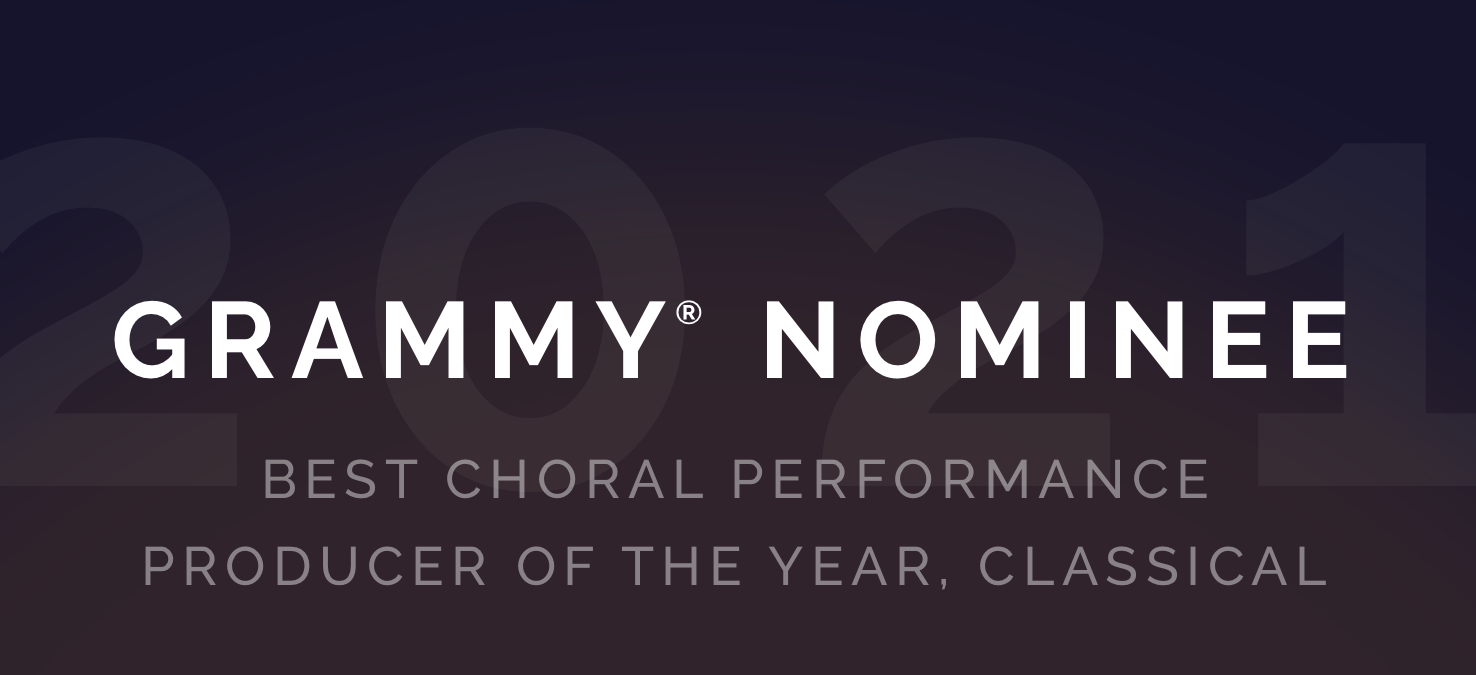 2021
GRAMMY® NOMINEE
BEST CHORAL PERFORMANCE
PRODUCER OF THE YEAR, CLASSICAL